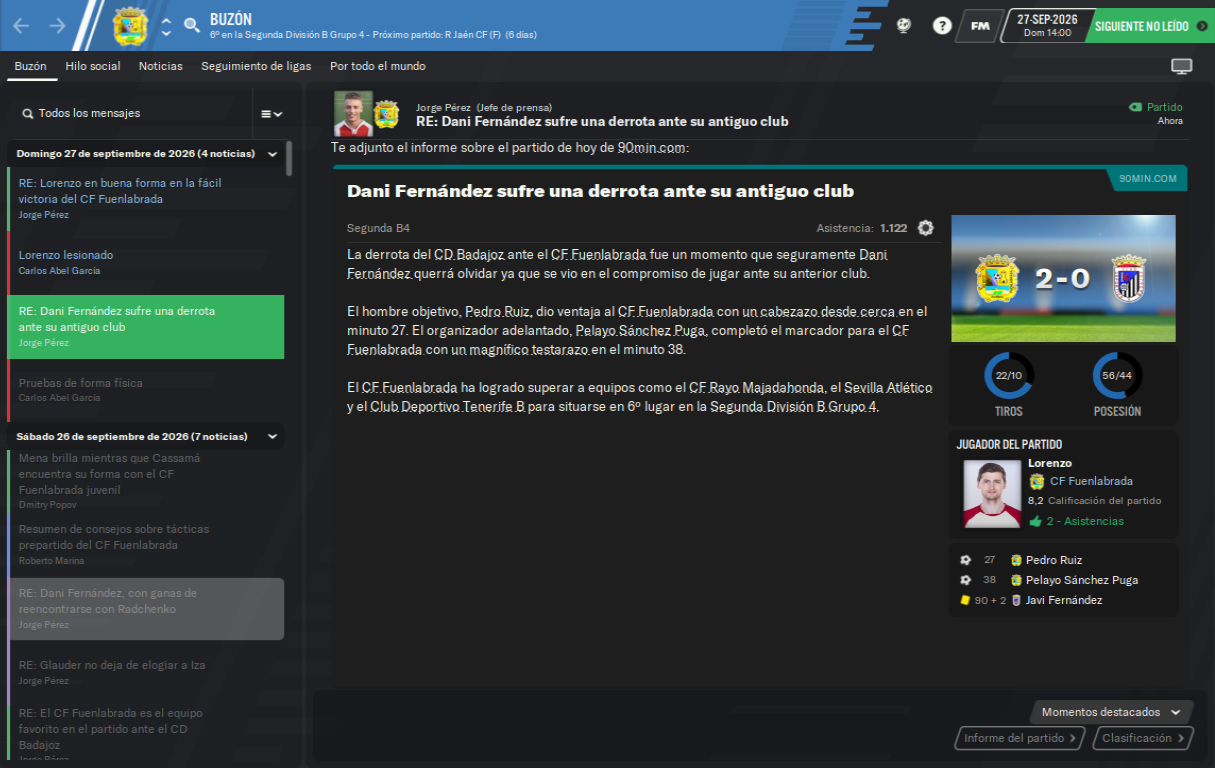 BUZÓN
6º en la Segunda División B Grupo 4 - Próximo partido: R Jaén CF (F) (6 días)
?
FM
27-SEP-2026
Dom 14:00
SIGUIENTE NO LEÍDO
Buzón
Hilo social
Noticias
Seguimiento de ligas
Por todo el mundo
Todos los mensajes
Domingo 27 de septiembre de 2026 (4 noticias)
RE: Lorenzo en buena forma en la fácil
victoria del CF Fuenlabrada
Jorge Pérez
Lorenzo lesionado
Carlos Abel García
RE: Dani Fernández sufre una derrota
ante su antiguo club
Jorge Pérez
Pruebas de forma física
Carlos Abel García
Sábado 26 de septiembre de 2026 (7 noticias)
Mena brilla mientras que Cassamá
encuentra su forma con el CF
Fuenlabrada juvenil
Dmitry Popov
Resumen de consejos sobre tácticas
prepartido del CF Fuenlabrada
Roberto Marina
RE: Dani Fernández, con ganas de
reencontrarse con Radchenko
Jorge Pérez
RE: Glauder no deja de elogiar a Iza
Jorge Pérez
RE: El CF Fuenlabrada es el equipo
favorito en el partido ante el CD
Badajoz
Jorge Pérez
Jorge Pérez (Jefe de prensa)
RE: Dani Fernández sufre una derrota ante su antiguo club
Partido
Ahora
Te adjunto el informe sobre el partido de hoy de 90min.com:
90MIN.COM
Dani Fernández sufre una derrota ante su antiguo club
Segunda B4
Asistencia: 1.122
La derrota del CD Badajoz ante el CF Fuenlabrada fue un momento que seguramente Dani
Fernández querrá olvidar ya que se vio en el compromiso de jugar ante su anterior club.
El hombre objetivo, Pedro Ruiz, dio ventaja al CF Fuenlabrada con un cabezazo desde cerca en el
minuto 27. El organizador adelantado, Pelayo Sánchez Puga, completó el marcador para el CF
Fuenlabrada con un magnífico testarazo en el minuto 38.
El CF Fuenlabrada ha logrado superar a equipos como el CF Rayo Majadahonda, el Sevilla Atlético
y el Club Deportivo Tenerife B para situarse en 6º lugar en la Segunda División B Grupo 4.
2-0
22/10
TIROS
56/44
POSESIÓN
JUGADOR DEL PARTIDO
Lorenzo
CF Fuenlabrada
8,2 Calificación del partido
2 - Asistencias
27 Pedro Ruiz
38 Pelayo Sánchez Puga
90 + 2 Javi Fernández
Momentos destacados
Informe del partido
Clasificación